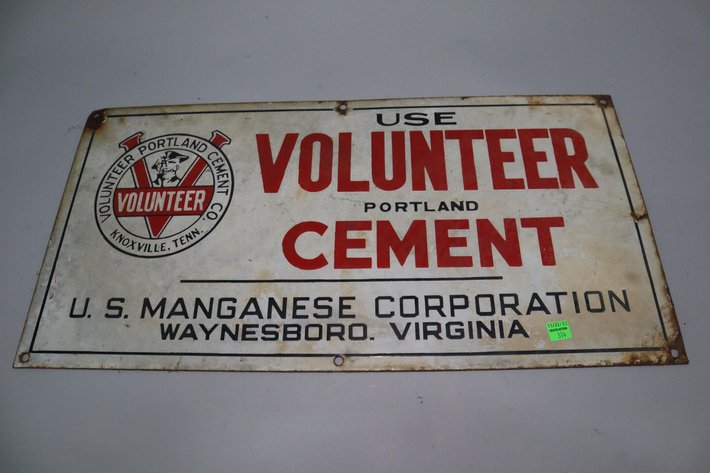 USE
VOLUNTEER
PORTLAND
CEMENT
VOLUNTEER PORTLAND CEMENT CO.
VOLUNTEER
KNOXVILLE, TENN.
U. S. MANGANESE CORPORATION
WAYNESBORO. VIRGINIA